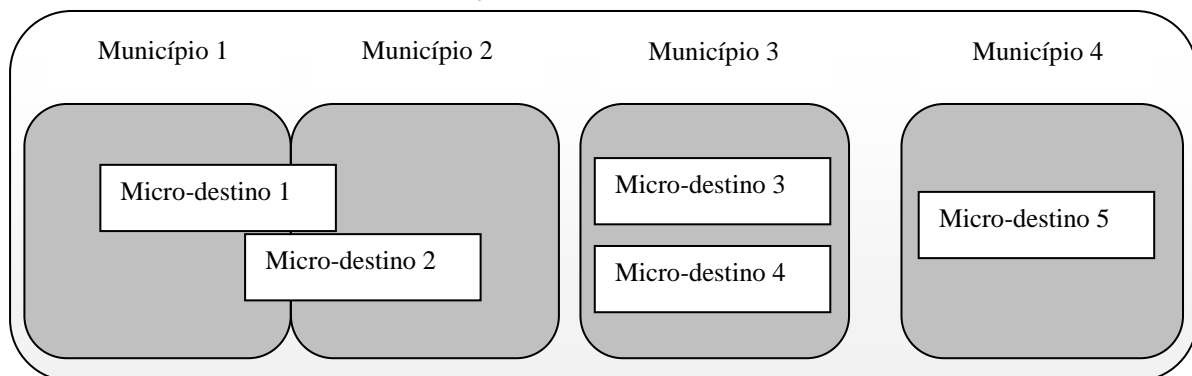 Município 1
Município 2
Município 3
Município 4
Micro-destino 1
Micro-destino 2
Micro-destino 3
Micro-destino 4
Micro-destino 5